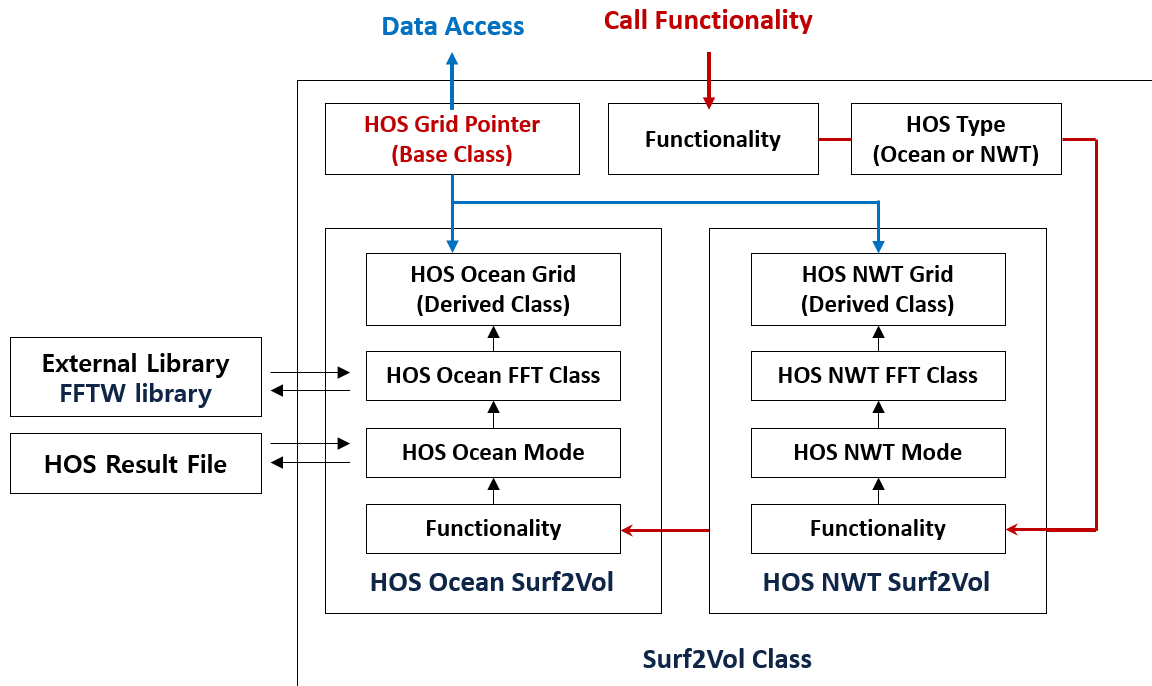 Data Access
Call Functionality
HOS Grid Pointer
(Base Class)
Functionality
HOS Type
(Ocean or NWT)
HOS Ocean Grid
(Derived Class)
HOS NWT Grid
(Derived Class)
External Library
FFTW library
HOS Ocean FFT Class
HOS NWT FFT Class
HOS Result File
HOS Ocean Mode
HOS NWT Mode
Functionality
Functionality
HOS Ocean Surf2Vol
HOS NWT Surf2Vol
Surf2Vol Class